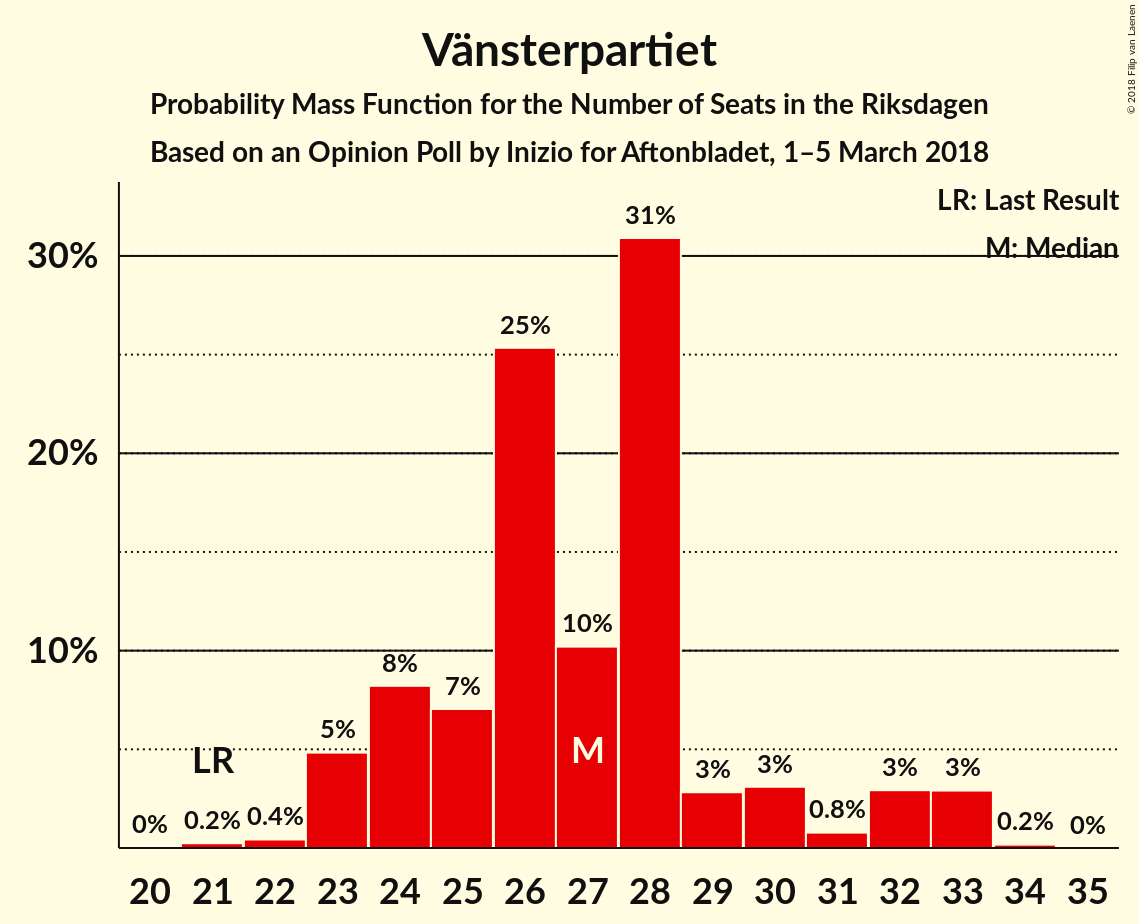 Vänsterpartiet
Probability Mass Function for the Number of Seats in the Riksdagen
Based on an Opinion Poll by Inizio for Aftonbladet, 1–5 March 2018
© 2018 Filip van Laenen
LR: Last Result
M: Median
30%
20%
10%
0%
0.2%
0.4%
5%
8%
7%
25%
10%
31%
3%
3%
0.8%
3%
3%
0.2%
0%
LR
M
20 21 22 23 24 25 26 27 28 29 30 31 32 33 34 35